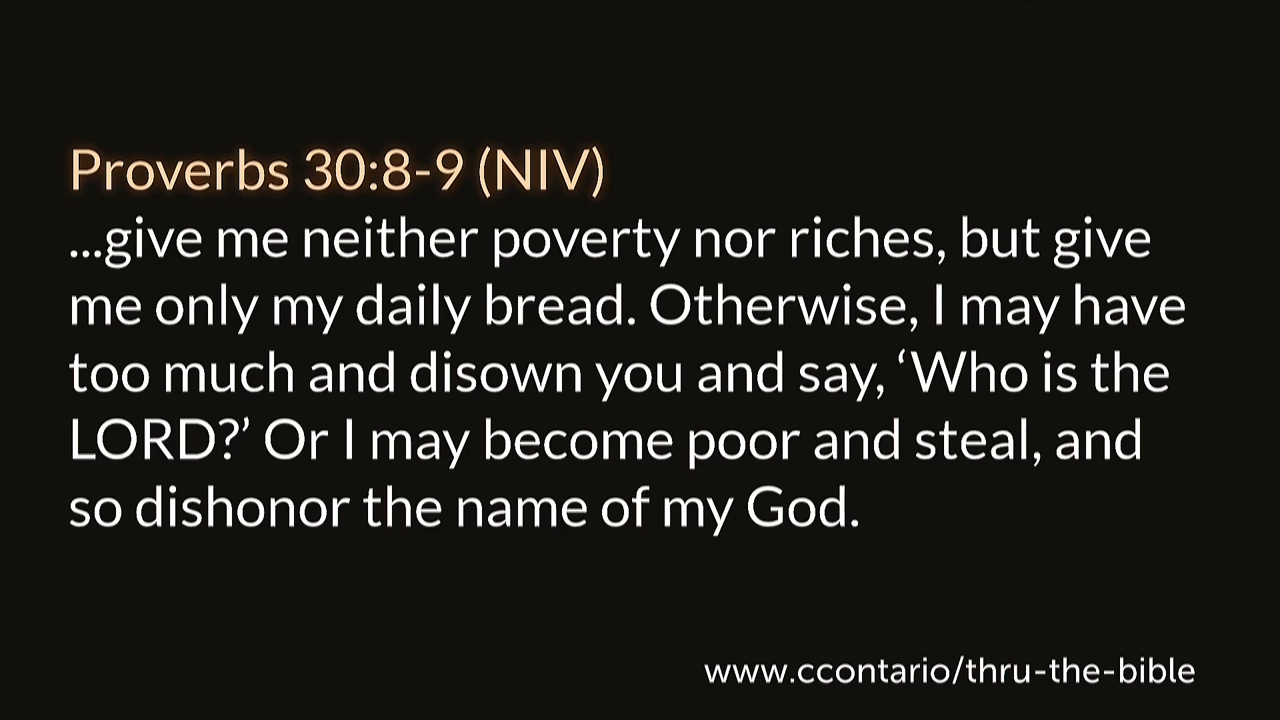 Proverbs 30:8-9 (NIV)
...give me neither poverty nor riches, but give
me only my daily bread. Otherwise, I may have
too much and disown you and say, ‘Who is the
LORD?’ Or I may become poor and steal, and
so dishonor the name of my God.
www.ccontario/thru-the-bible